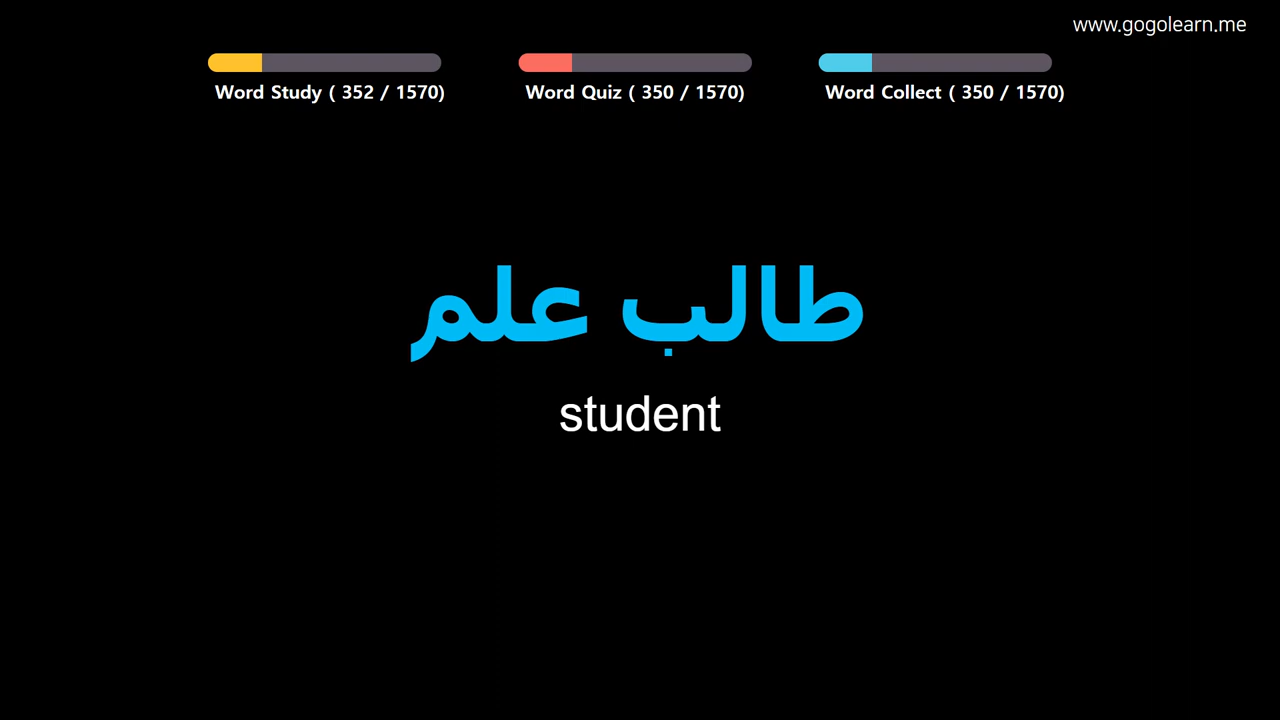 www.gogolearn.me
Word Study ( 352 / 1570)
Word Quiz ( 350 / 1570)
Word Collect ( 350 / 1570)
طالب علم
student